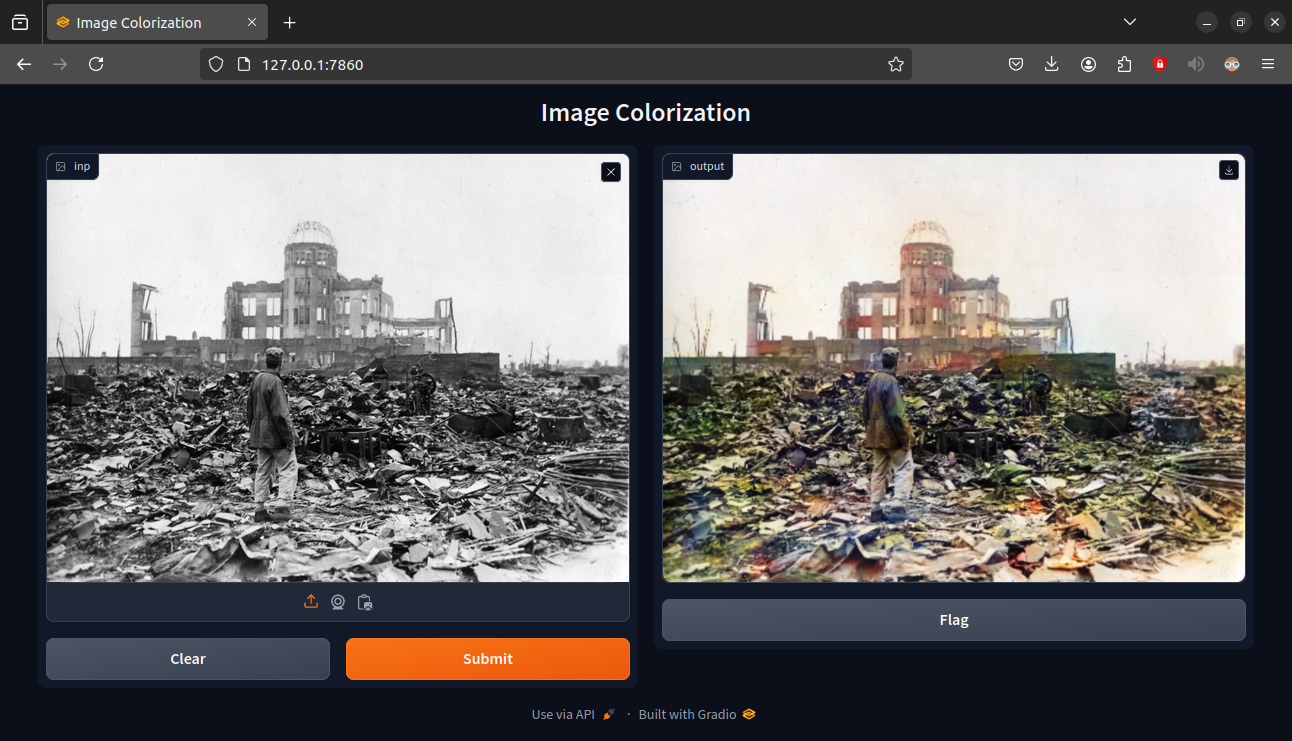 Image Colorization
127.0.0.1:7860
Image Colorization
inp
output
Flag
Clear
Submit
Use via API · Built with Gradio